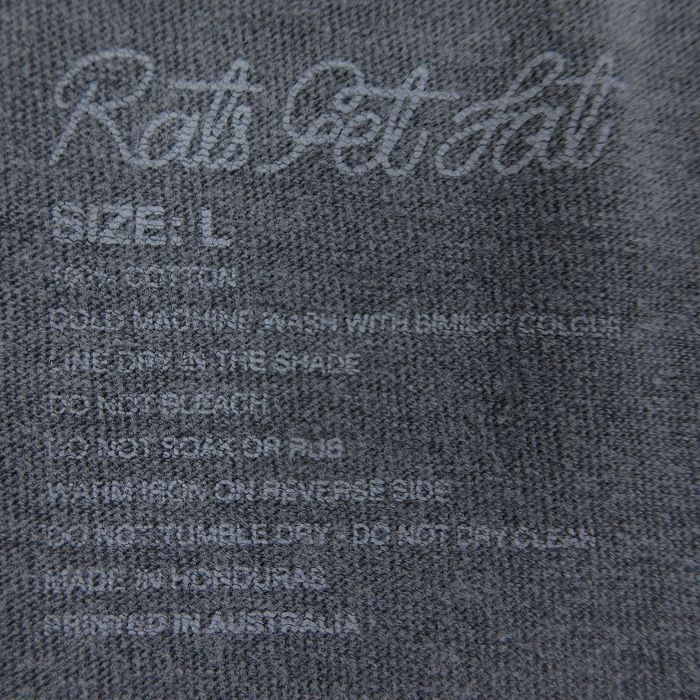 Rats Get Fat
SIZE: L
100% COTTON
COLD MACHINE WASH WITH SIMILAR COLOUR
LINE DRY IN THE SHADE
DO NOT BLEACH
DO NOT SOAK OR RUB
WARM IRON ON REVERSE SIDE
DO NOT TUMBLE DRY - DO NOT DRY CLEAN
MADE IN HONDURAS
PRINTED IN AUSTRALIA